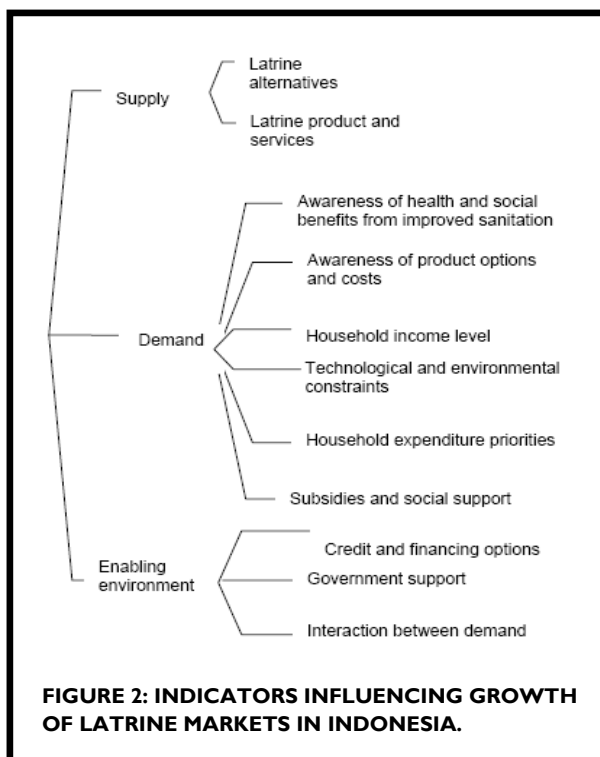 Supply
Latrine
alternatives
Latrine product and
services
Demand
Awareness of health and social
benefits from improved sanitation
Awareness of product options
and costs
Household income level
Technological and environmental
constraints
Household expenditure priorities
Subsidies and social support
Enabling
environment
Credit and financing options
Government support
Interaction between demand
FIGURE 2: INDICATORS INFLUENCING GROWTH
OF LATRINE MARKETS IN INDONESIA.